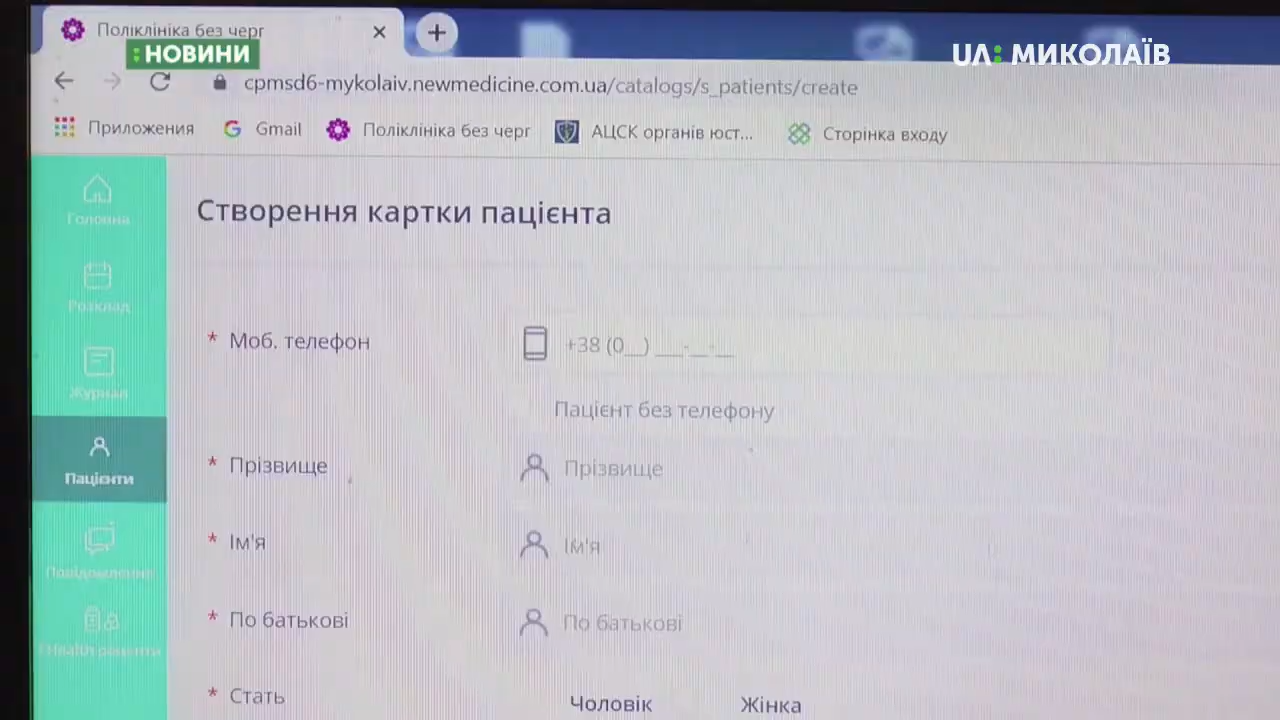 Поліклініка без черг
: НОВИНИ
UA: МИКОЛАЇВ
cpmsd6-mykolaiv.newmedicine.com.ua/catalogs/s_patients/create
Приложения Gmail Поліклініка без черг АЦСК органів юст... Сторінка входу
Головна
Створення картки пацієнта
Розклад
* Моб. телефон +38 (0__) ___-__-__
Журнал
Пацієнт без телефону
Пацієнти
* Прізвище Прізвище
* Ім'я Ім'я
Повідомлення
* По батькові По батькові
* Стать Чоловік Жінка